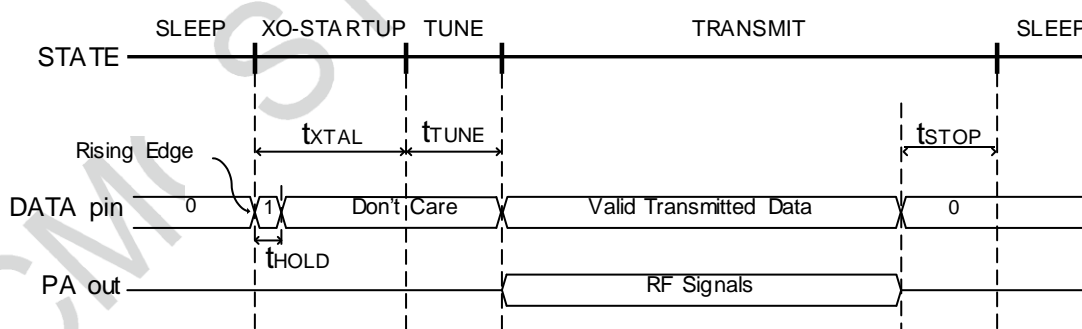 SLEEP XO-STARTUP TUNE TRANSMIT SLEEP
STATE
tXTAL tTUNE tSTOP
Rising Edge
DATA pin 0 1 Don't Care Valid Transmitted Data 0
tHOLD
PA out RF Signals